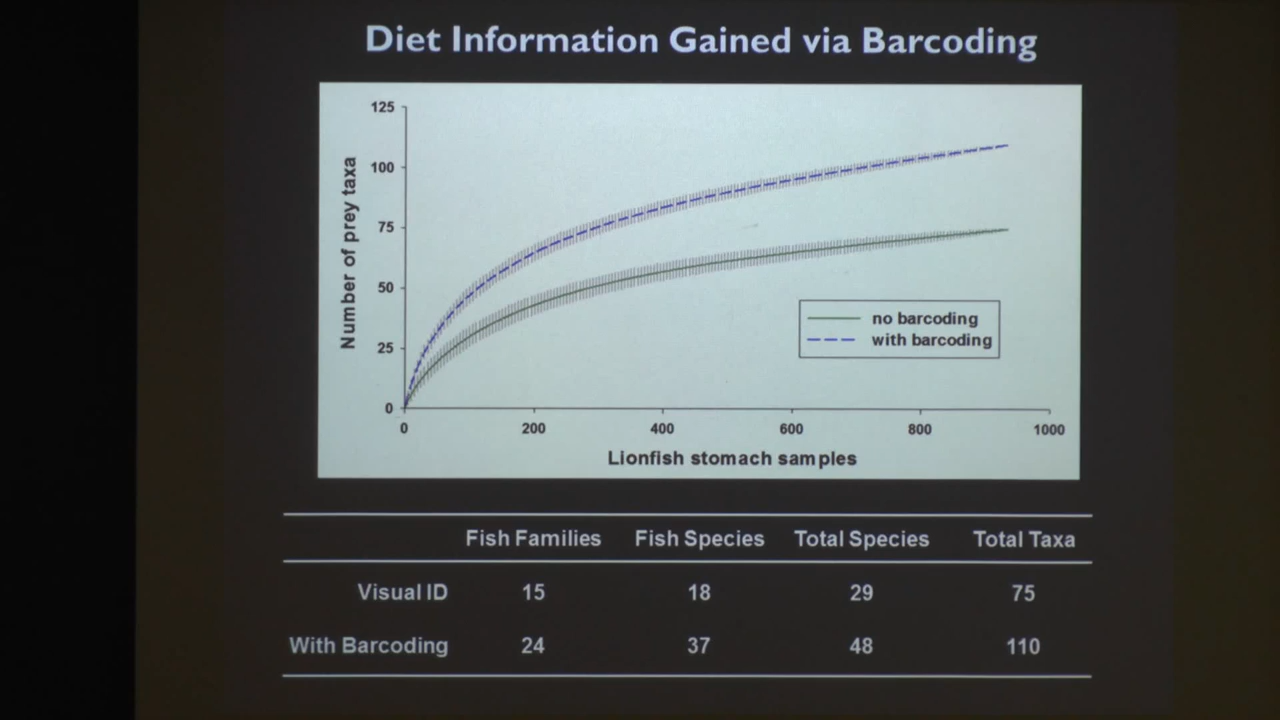 Diet Information Gained via Barcoding
125
100
75
50
25
0
Number of prey taxa
no barcoding
with barcoding
0 200 400 600 800 1000
Lionfish stomach samples
Fish Families Fish Species Total Species Total Taxa
Visual ID 15 18 29 75
With Barcoding 24 37 48 110